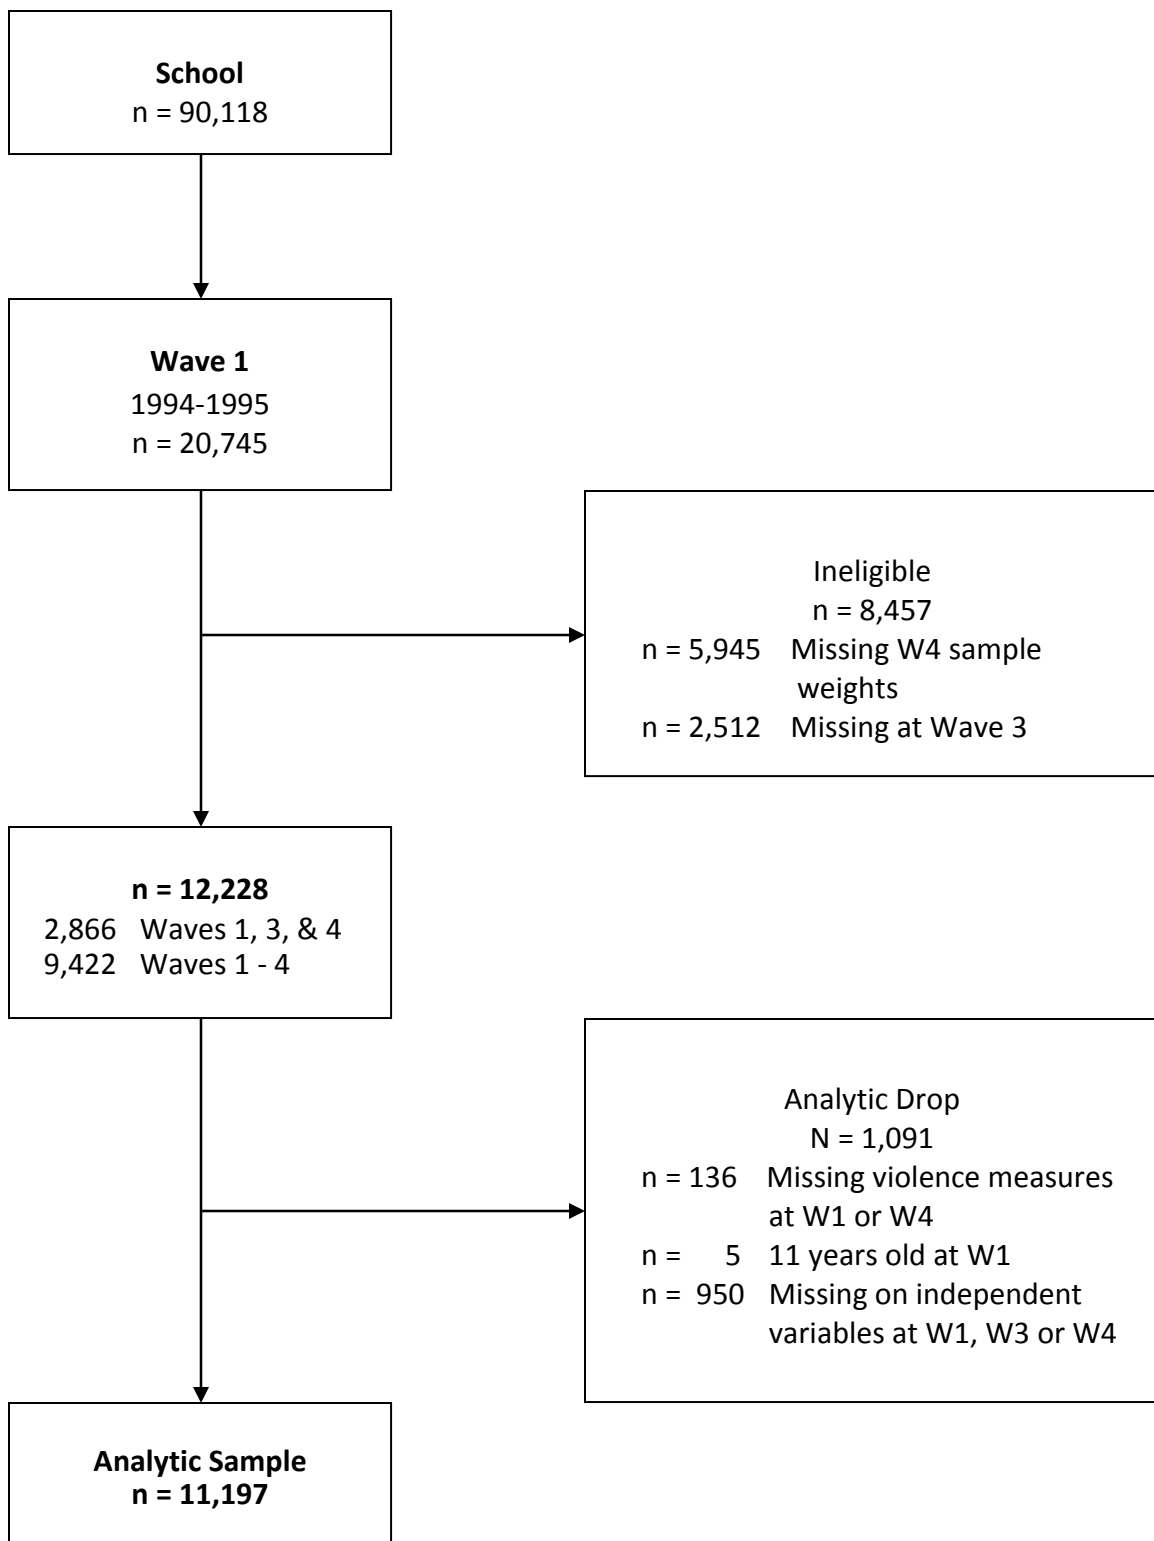 School
n = 90,118
Wave 1
1994-1995
n = 20,745
Ineligible
n = 8,457
n = 5,945 Missing W4 sample
weights
n = 2,512 Missing at Wave 3
n = 12,228
2,866 Waves 1, 3, & 4
9,422 Waves 1 - 4
Analytic Drop
N = 1,091
n = 136 Missing violence measures
at W1 or W4
n = 5 11 years old at W1
n = 950 Missing on independent
variables at W1, W3 or W4
Analytic Sample
n = 11,197